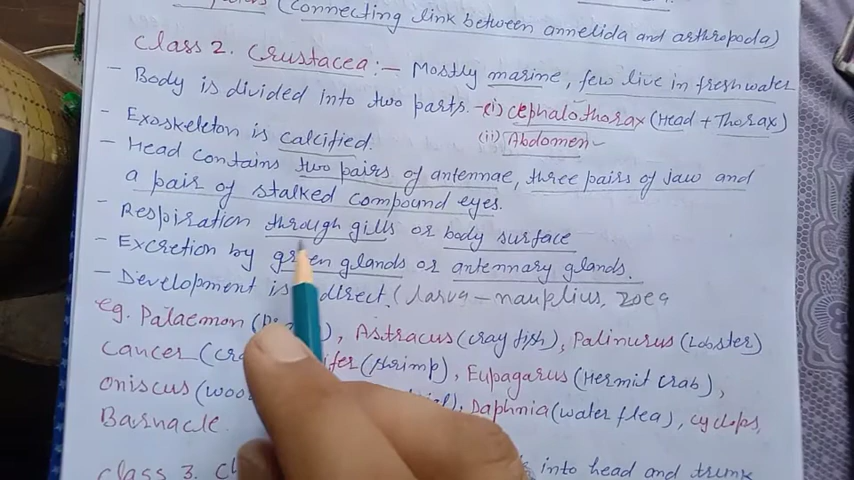 (connecting link between annelida and arthropoda)
Class 2. Crustacea:- Mostly marine, few live in freshwater
- Body is divided into two parts - (i) cephalothorax (Head + Thorax)
(ii) Abdomen
- Exoskeleton is calcified.
- Head contains two pairs of antennae, three pairs of jaw and
a pair of stalked compound eyes.
- Respiration through gills or body surface
- Excretion by green glands or antennary glands.
- Development is direct. (larva - nauplius, zoea
eg. Palaemon, Astracus (cray fish), Palinurus (Lobster)
Cancer (shrimp), Eupagarus (Hermit crab),
Oniscus, Daphnia (water flea), cyclops,
Barnacle.
Class 3. into head and trunk